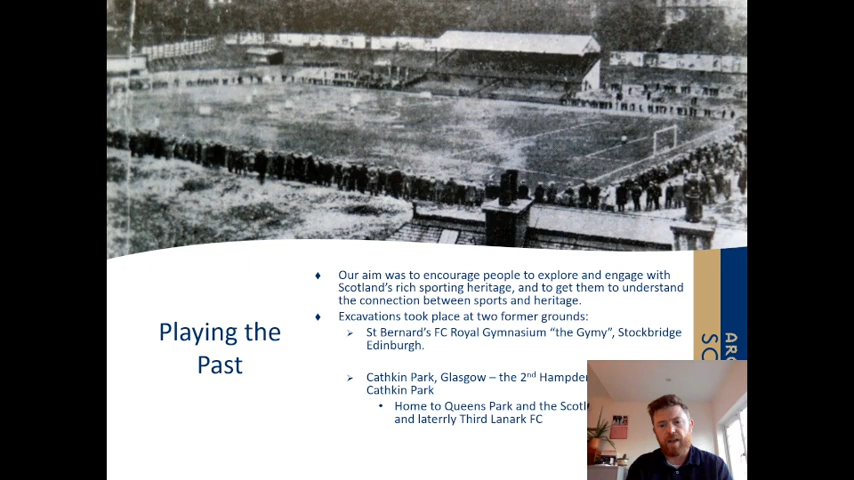 Our aim was to encourage people to explore and engage with
Scotland's rich sporting heritage, and to get them to understand
the connection between sports and heritage.
Excavations took place at two former grounds:
Playing the
Past
St Bernard's FC Royal Gymnasium “the Gymy”, Stockbridge
Edinburgh.
Cathkin Park, Glasgow – the 2nd
Cathkin Park
Home to Queens Park and the
and laterrly Third Lanark FC